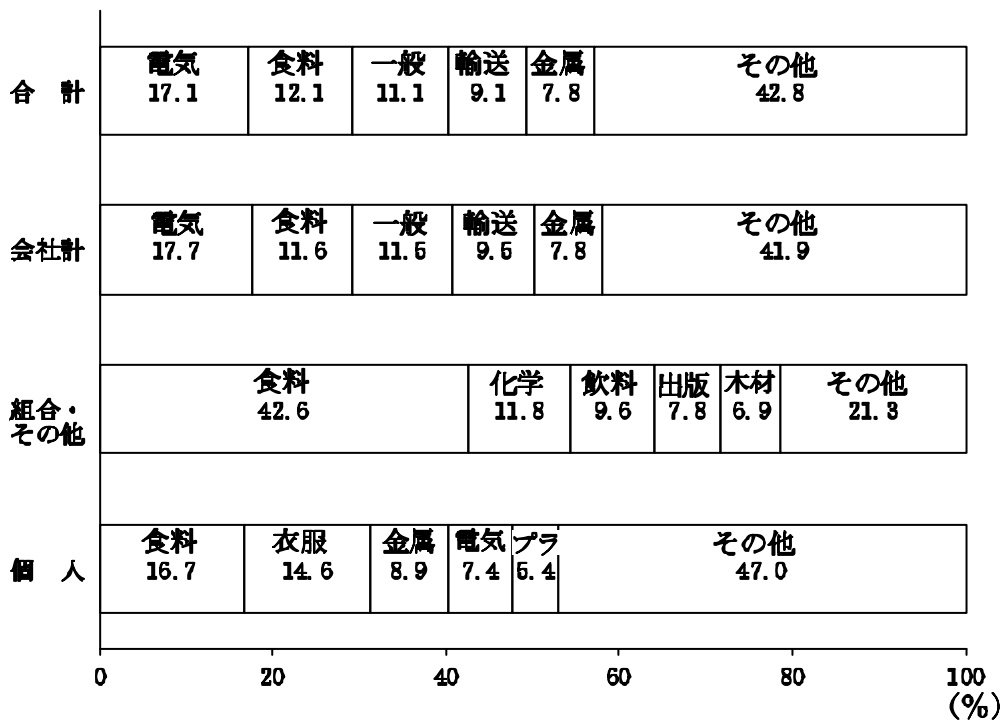 合　計
電気 食料 一般 輸送 金属 その他
17.1 12.1 11.1 9.1 7.8 42.8
会社計
電気 食料 一般 輸送 金属 その他
17.7 11.6 11.5 9.5 7.8 41.9
組合・
その他
食料 化学 飲料 出版 木材 その他
42.6 11.8 9.6 7.8 6.9 21.3
個　人
食料 衣服 金属 電気 プラ その他
16.7 14.6 8.9 7.4 5.4 47.0
0 20 40 60 80 100
(%)